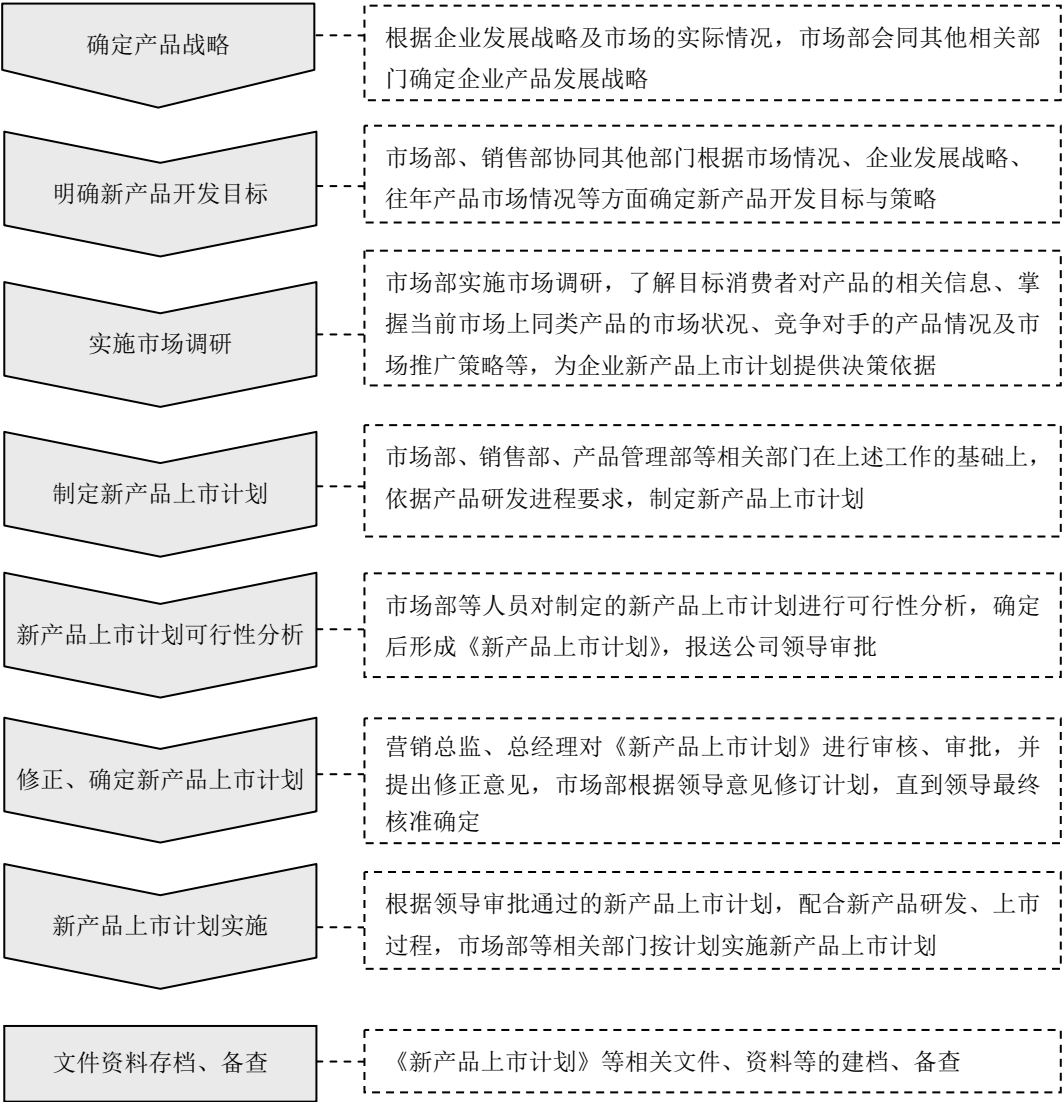 确定产品战略
根据企业发展战略及市场的实际情况，市场部会同其他相关部
门确定企业产品发展战略
明确新产品开发目标
市场部、销售部协同其他部门根据市场情况、企业发展战略、
往年产品市场情况等方面确定新产品开发目标与策略
实施市场调研
市场部实施市场调研，了解目标消费者对产品的相关信息、掌
握当前市场上同类产品的市场状况、竞争对手的产品情况及市
场推广策略等，为企业新产品上市计划提供决策依据
制定新产品上市计划
市场部、销售部、产品管理部等相关部门在上述工作的基础上，
依据产品研发进程要求，制定新产品上市计划
新产品上市计划可行性分析
市场部等人员对制定的新产品上市计划进行可行性分析，确定
后形成《新产品上市计划》，报送公司领导审批
修正、确定新产品上市计划
营销总监、总经理对《新产品上市计划》进行审核、审批，并
提出修正意见，市场部根据领导意见修订计划，直到领导最终
核准确定
新产品上市计划实施
根据领导审批通过的新产品上市计划，配合新产品研发、上市
过程，市场部等相关部门按计划实施新产品上市计划
文件资料存档、备查
《新产品上市计划》等相关文件、资料等的建档、备查